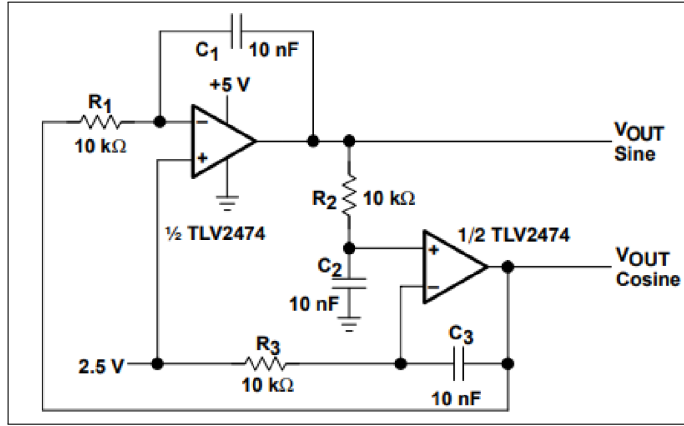 C1 10 nF
+5 V
R1
10 kΩ
−
+
VOUT
Sine
½ TLV2474
R2 10 kΩ
1/2 TLV2474
+
−
VOUT
Cosine
C2
10 nF
2.5 V
R3
10 kΩ
C3
10 nF